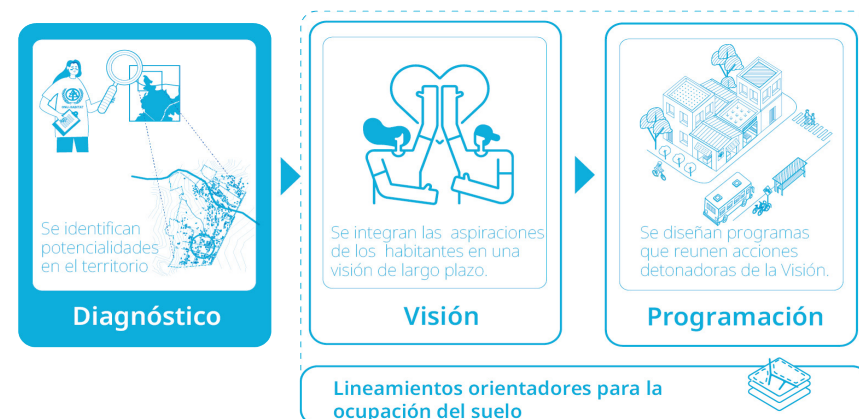 Se identifican
potencialidades
en el territorio
Diagnóstico
Se integran las aspiraciones
de los habitantes en una
visión de largo plazo.
Visión
Se diseñan programas
que reunen acciones
detonadoras de la Visión.
Programación
Lineamientos orientadores para la
ocupación del suelo